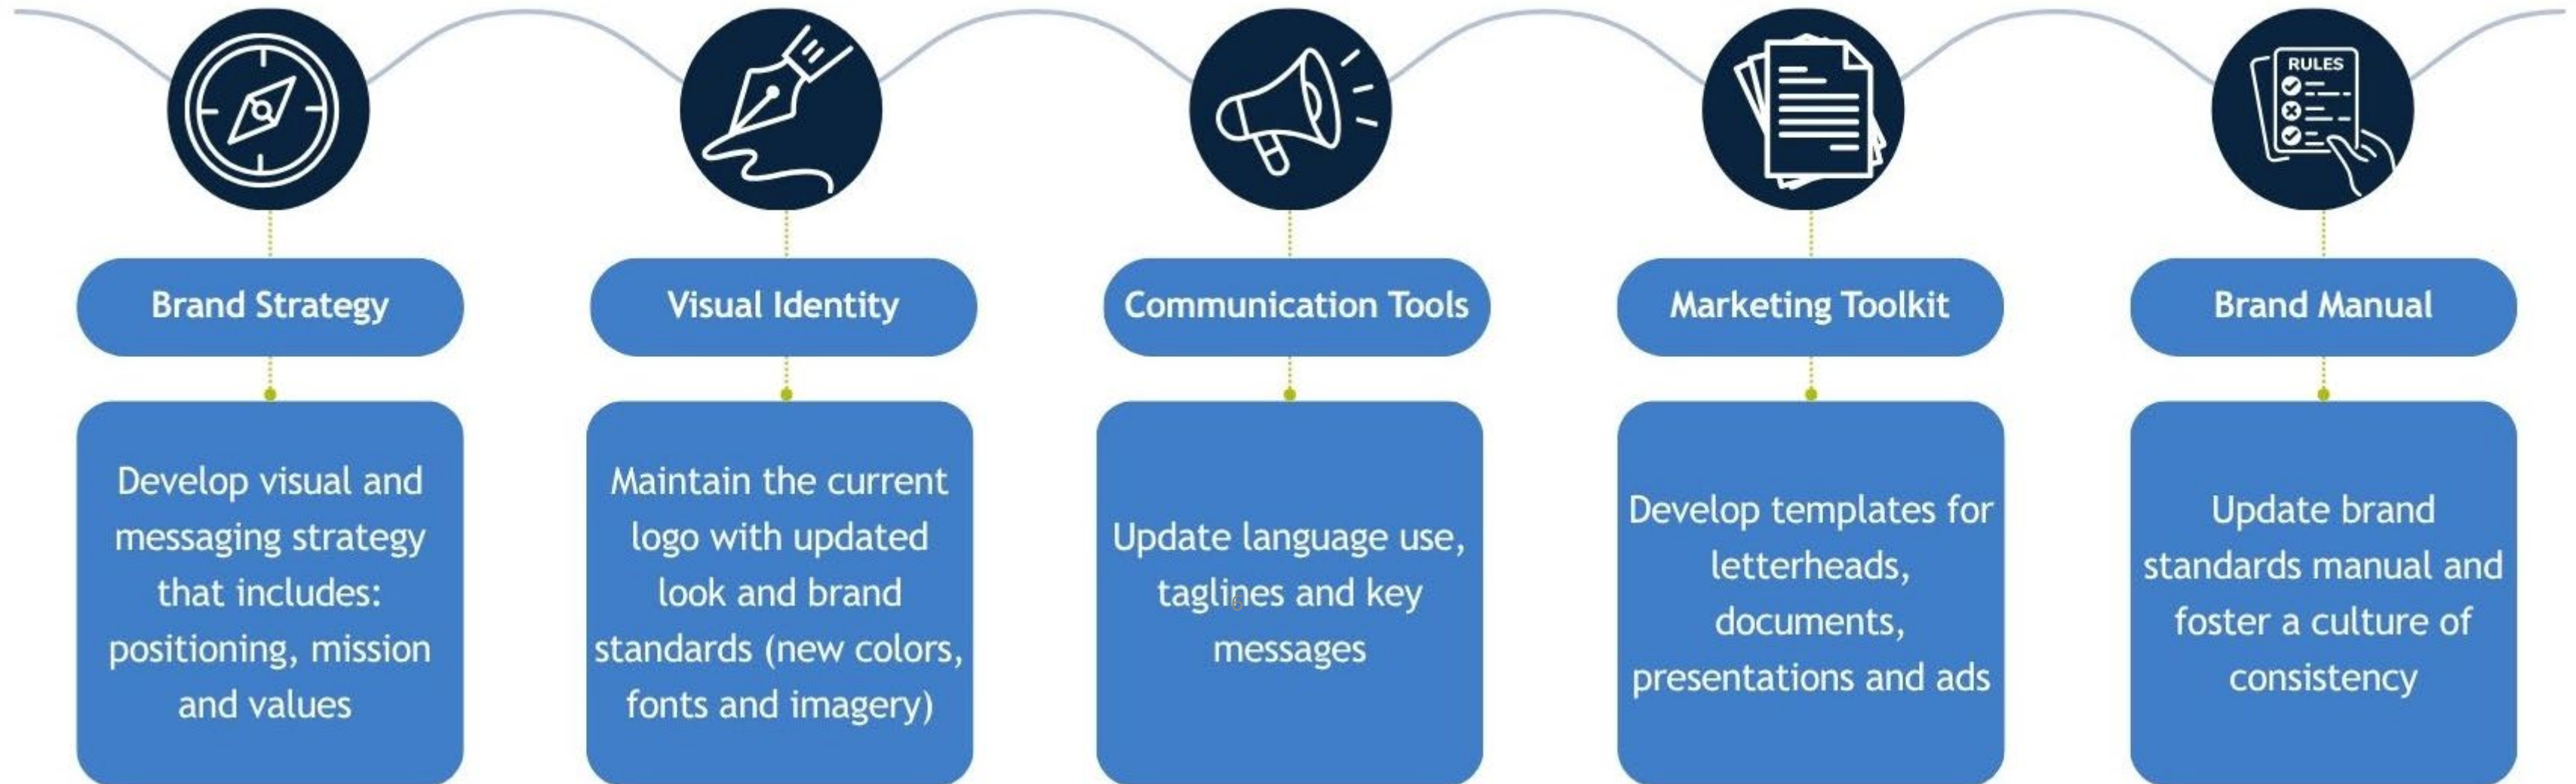 RULES
Brand Strategy
Visual Identity
Communication Tools
Marketing Toolkit
Brand Manual
Develop visual and
messaging strategy
that includes:
positioning, mission
and values
Maintain the current
logo with updated
look and brand
standards (new colors,
fonts and imagery)
Update language use,
taglines and key
messages
6
Develop templates for
letterheads,
documents,
presentations and ads
Update brand
standards manual and
foster a culture of
consistency